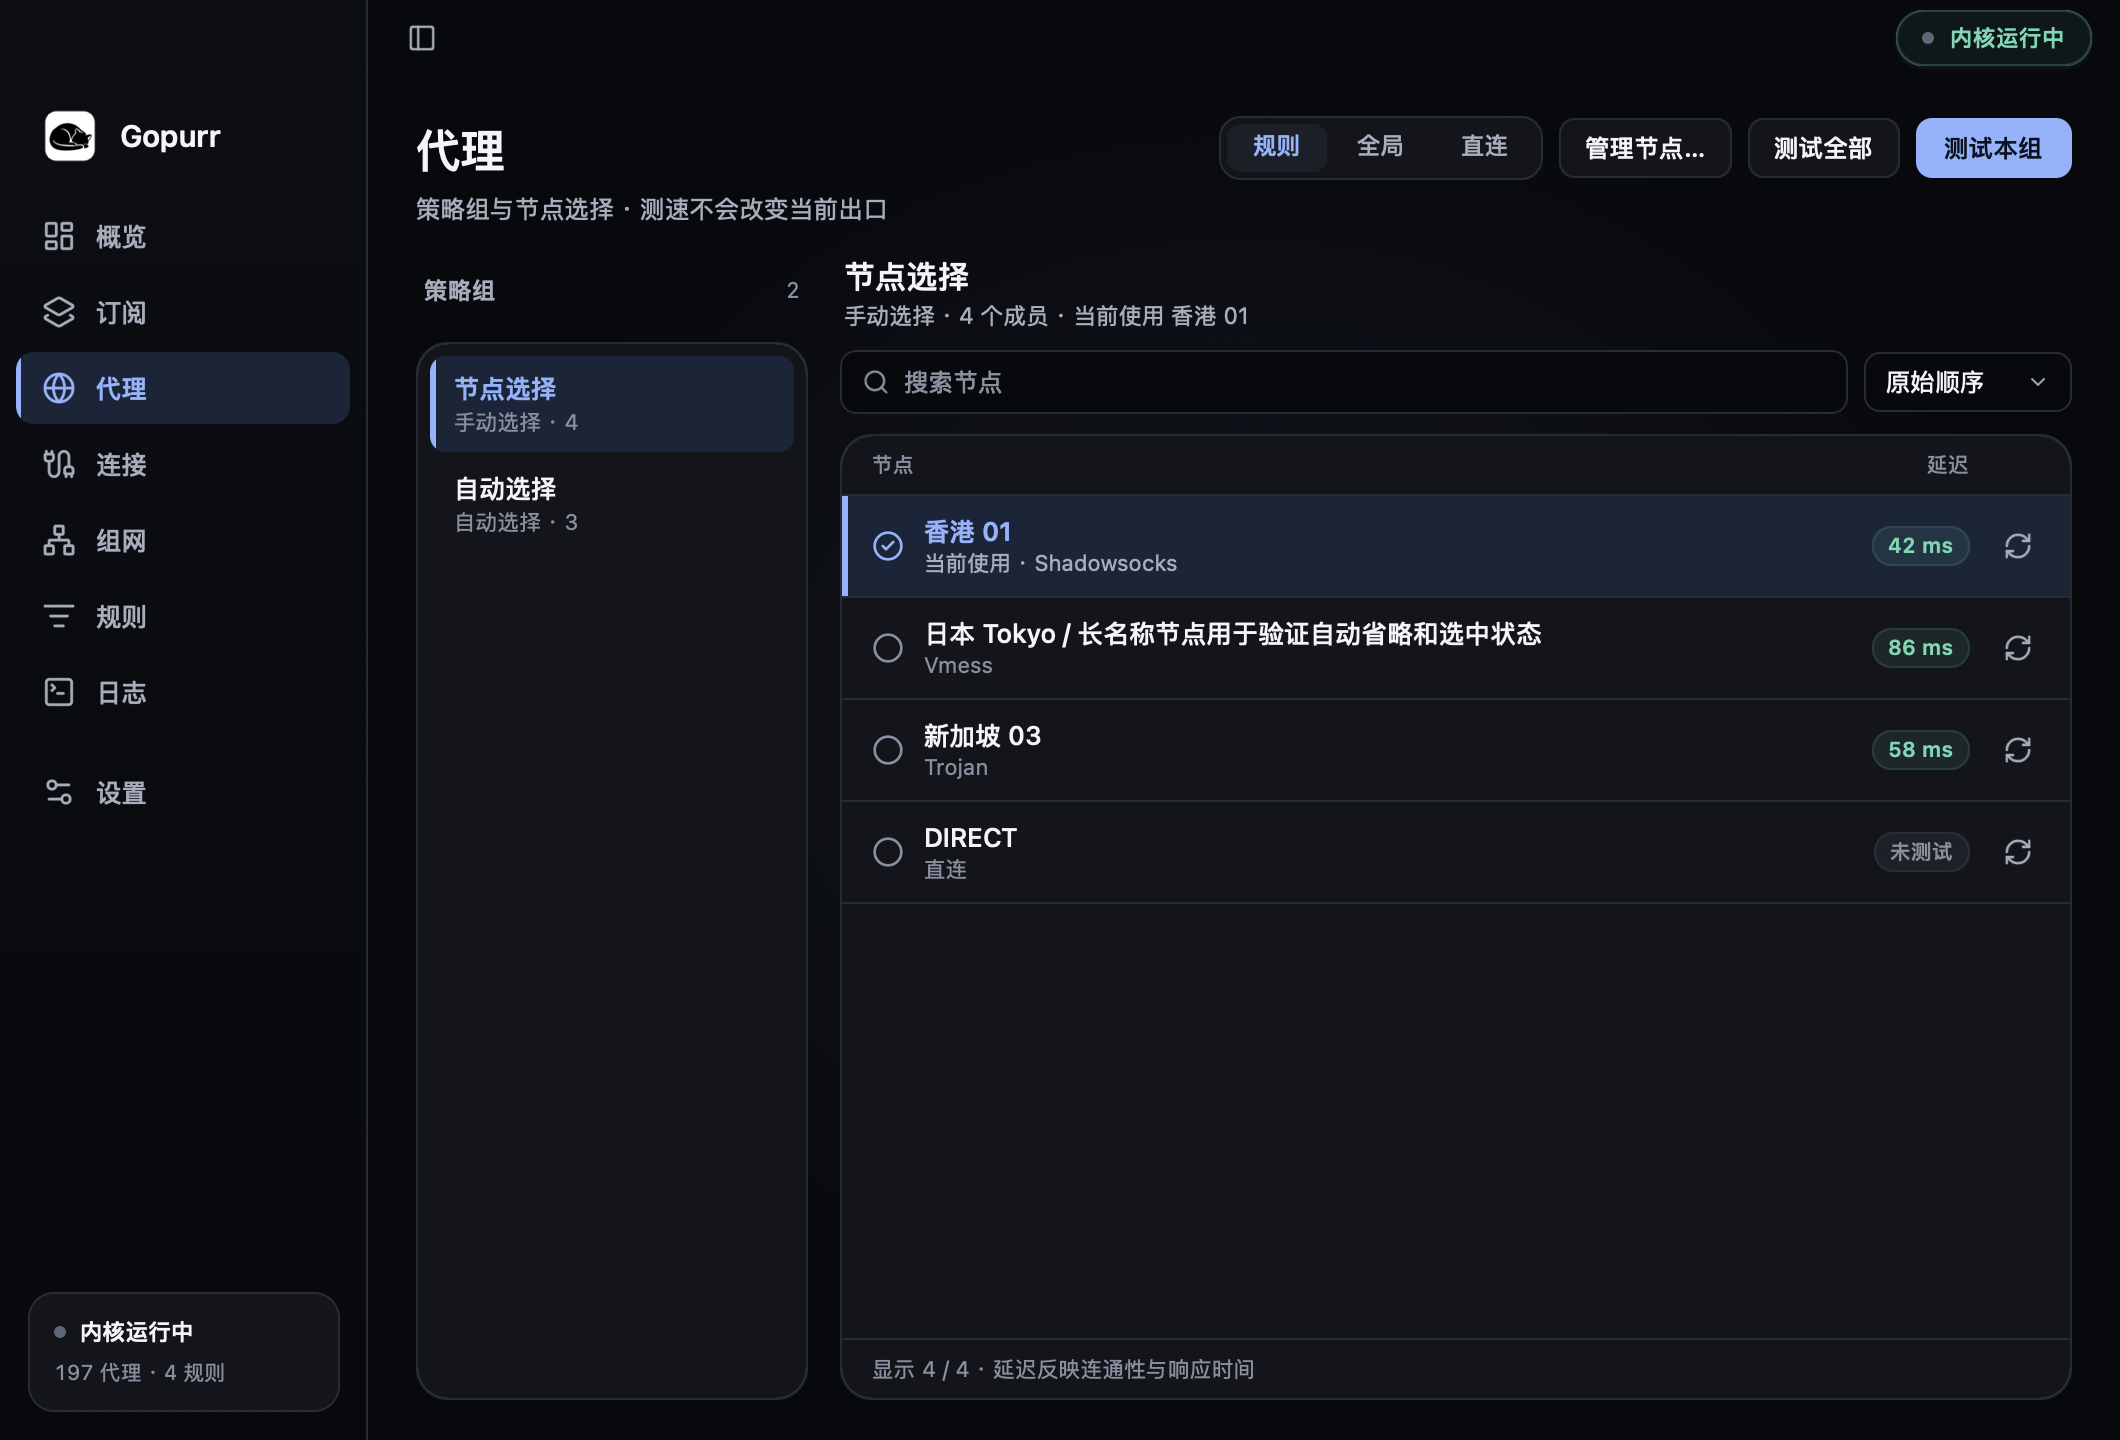 内核运行中
Gopurr
概览
订阅
代理
连接
组网
规则
日志
设置
内核运行中
197 代理 · 4 规则
代理
策略组与节点选择 · 测速不会改变当前出口
规则 全局 直连
管理节点...
测试全部
测试本组
策略组 2
节点选择
手动选择 · 4
自动选择
自动选择 · 3
节点选择
手动选择 · 4 个成员 · 当前使用 香港 01
搜索节点
原始顺序
节点 延迟
香港 01
当前使用 · Shadowsocks
42 ms
日本 Tokyo / 长名称节点用于验证自动省略和选中状态
Vmess
86 ms
新加坡 03
Trojan
58 ms
DIRECT
直连
未测试
显示 4 / 4 · 延迟反映连通性与响应时间